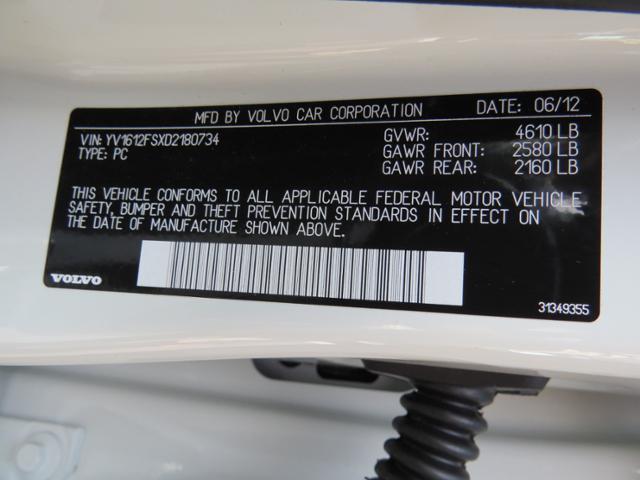 MFD BY VOLVO CAR CORPORATION DATE: 06/12
VIN: YV1612FSXD2180734 GVWR: 4610 LB
TYPE: PC GAWR FRONT: 2580 LB
GAWR REAR: 2160 LB
THIS VEHICLE CONFORMS TO ALL APPLICABLE FEDERAL MOTOR VEHICLE
SAFETY, BUMPER AND THEFT PREVENTION STANDARDS IN EFFECT ON
THE DATE OF MANUFACTURE SHOWN ABOVE.
VOLVO 31349355